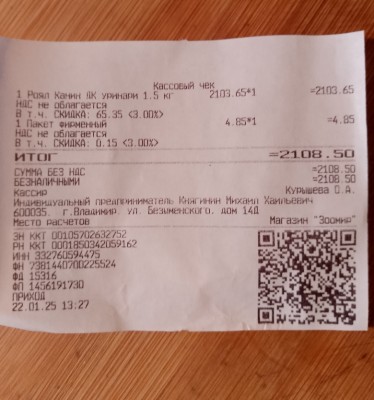 Кассовый чек
1 Роял Канин ДК уринари 1.5 кг 2103.65*1 =2103.65
НДС не облагается
В т.ч. СКИДКА: 65.35 <3.00%>
1 Пакет фирменный 4.85*1 =4.85
НДС не облагается
В т.ч. СКИДКА: 0.15 <3.00%>
ИТОГ =2108.50
СУММА БЕЗ НДС =2108.50
БЕЗНАЛИЧНЫМИ =2108.50
Кассир Курышева О.А.
Индивидуальный предприниматель Княгинин Михаил
600035. г.Владимир. ул. Безыменского. дом 14Д
Место расчетов Магазин "Зоомир"
ЗН ККТ 00105702632752
РН ККТ 0001850342059162
ИНН 332760594475
ФН 7381440700225524
ФД 15316
ФП 1456191730
ПРИХОД
22.01.25 13:27